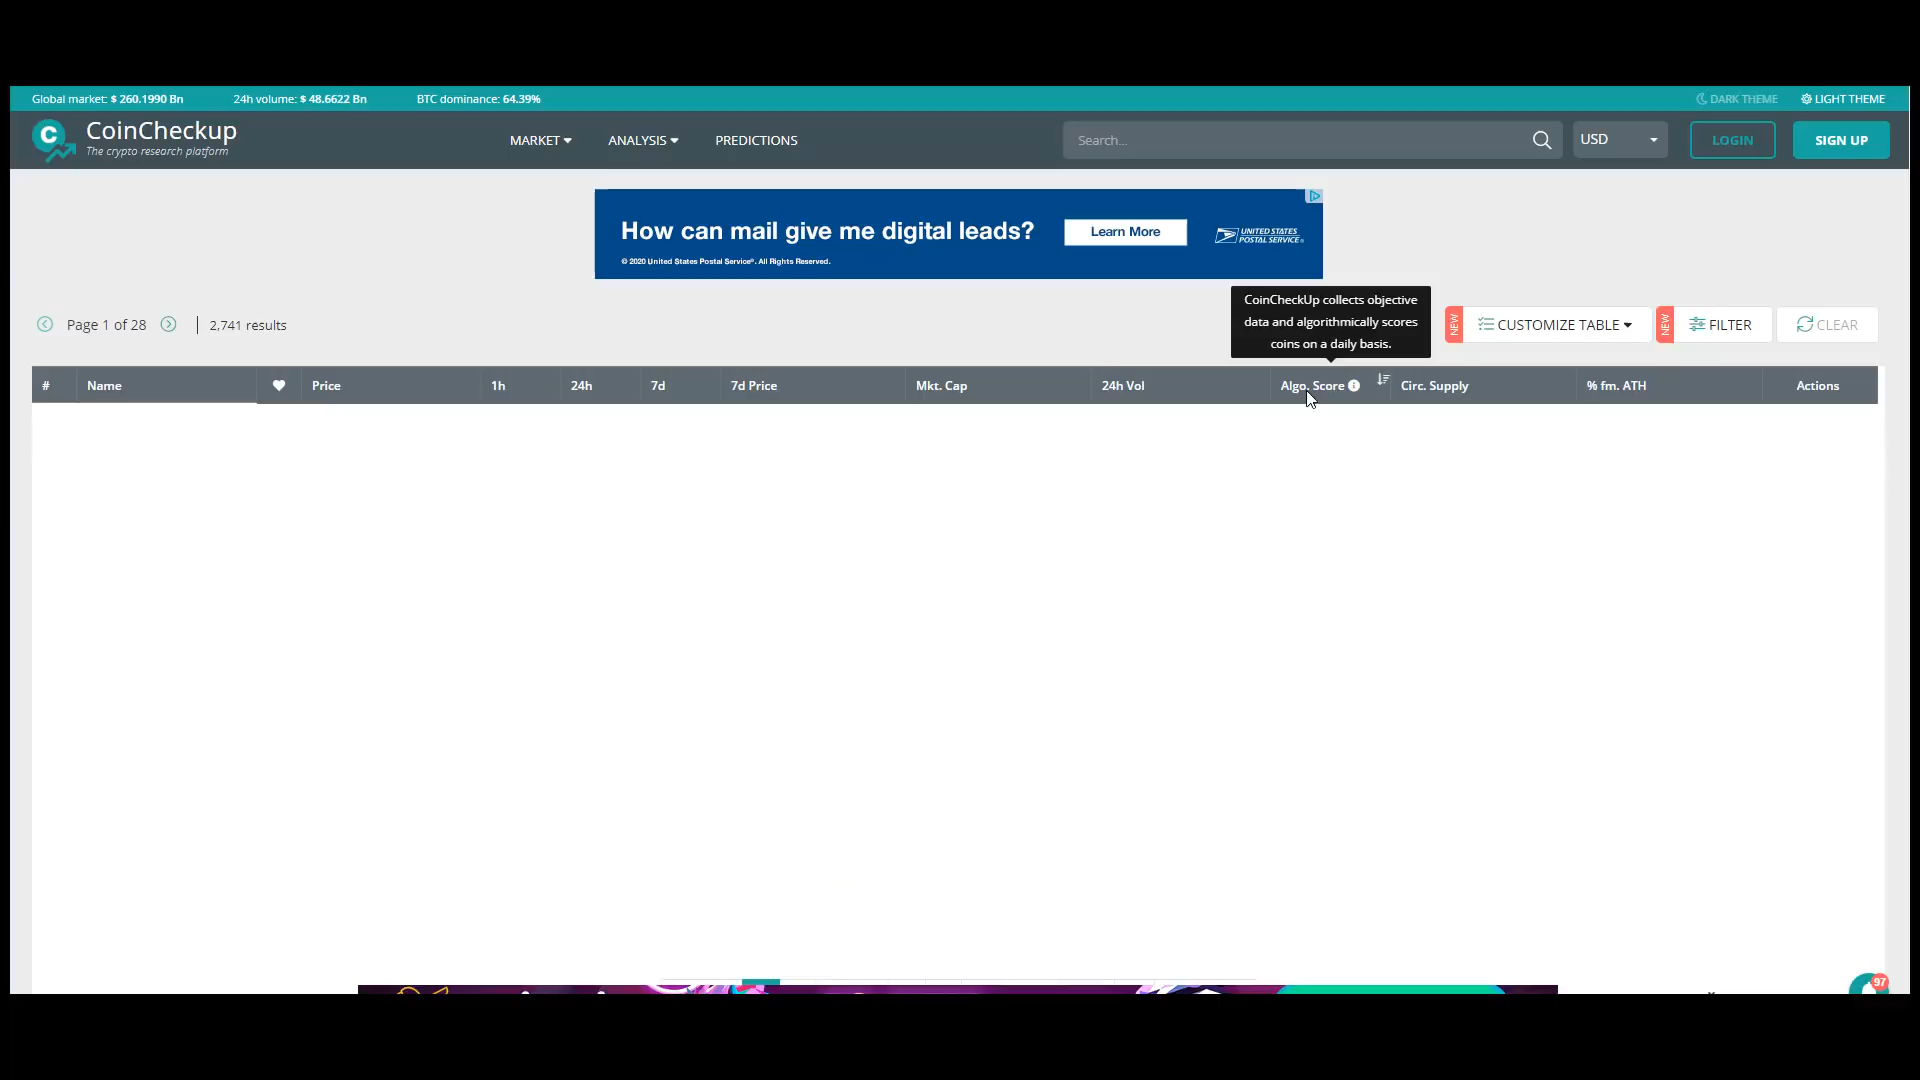 Global market: $ 260.1990 Bn 24h volume: $ 48.6622 Bn BTC dominance: 64.39% DARK THEME LIGHT THEME
C CoinCheckup
The crypto research platform
MARKET ANALYSIS PREDICTIONS Search... USD LOGIN SIGN UP
How can mail give me digital leads? Learn More UNITED STATES POSTAL SERVICE®
© 2020 United States Postal Service®. All Rights Reserved.
CoinCheckUp collects objective
data and algorithmically scores
coins on a daily basis.
Page 1 of 28 2,741 results NEW CUSTOMIZE TABLE NEW FILTER CLEAR
# Name Price 1h 24h 7d 7d Price Mkt. Cap 24h Vol Algo. Score Circ. Supply % fm. ATH Actions
97